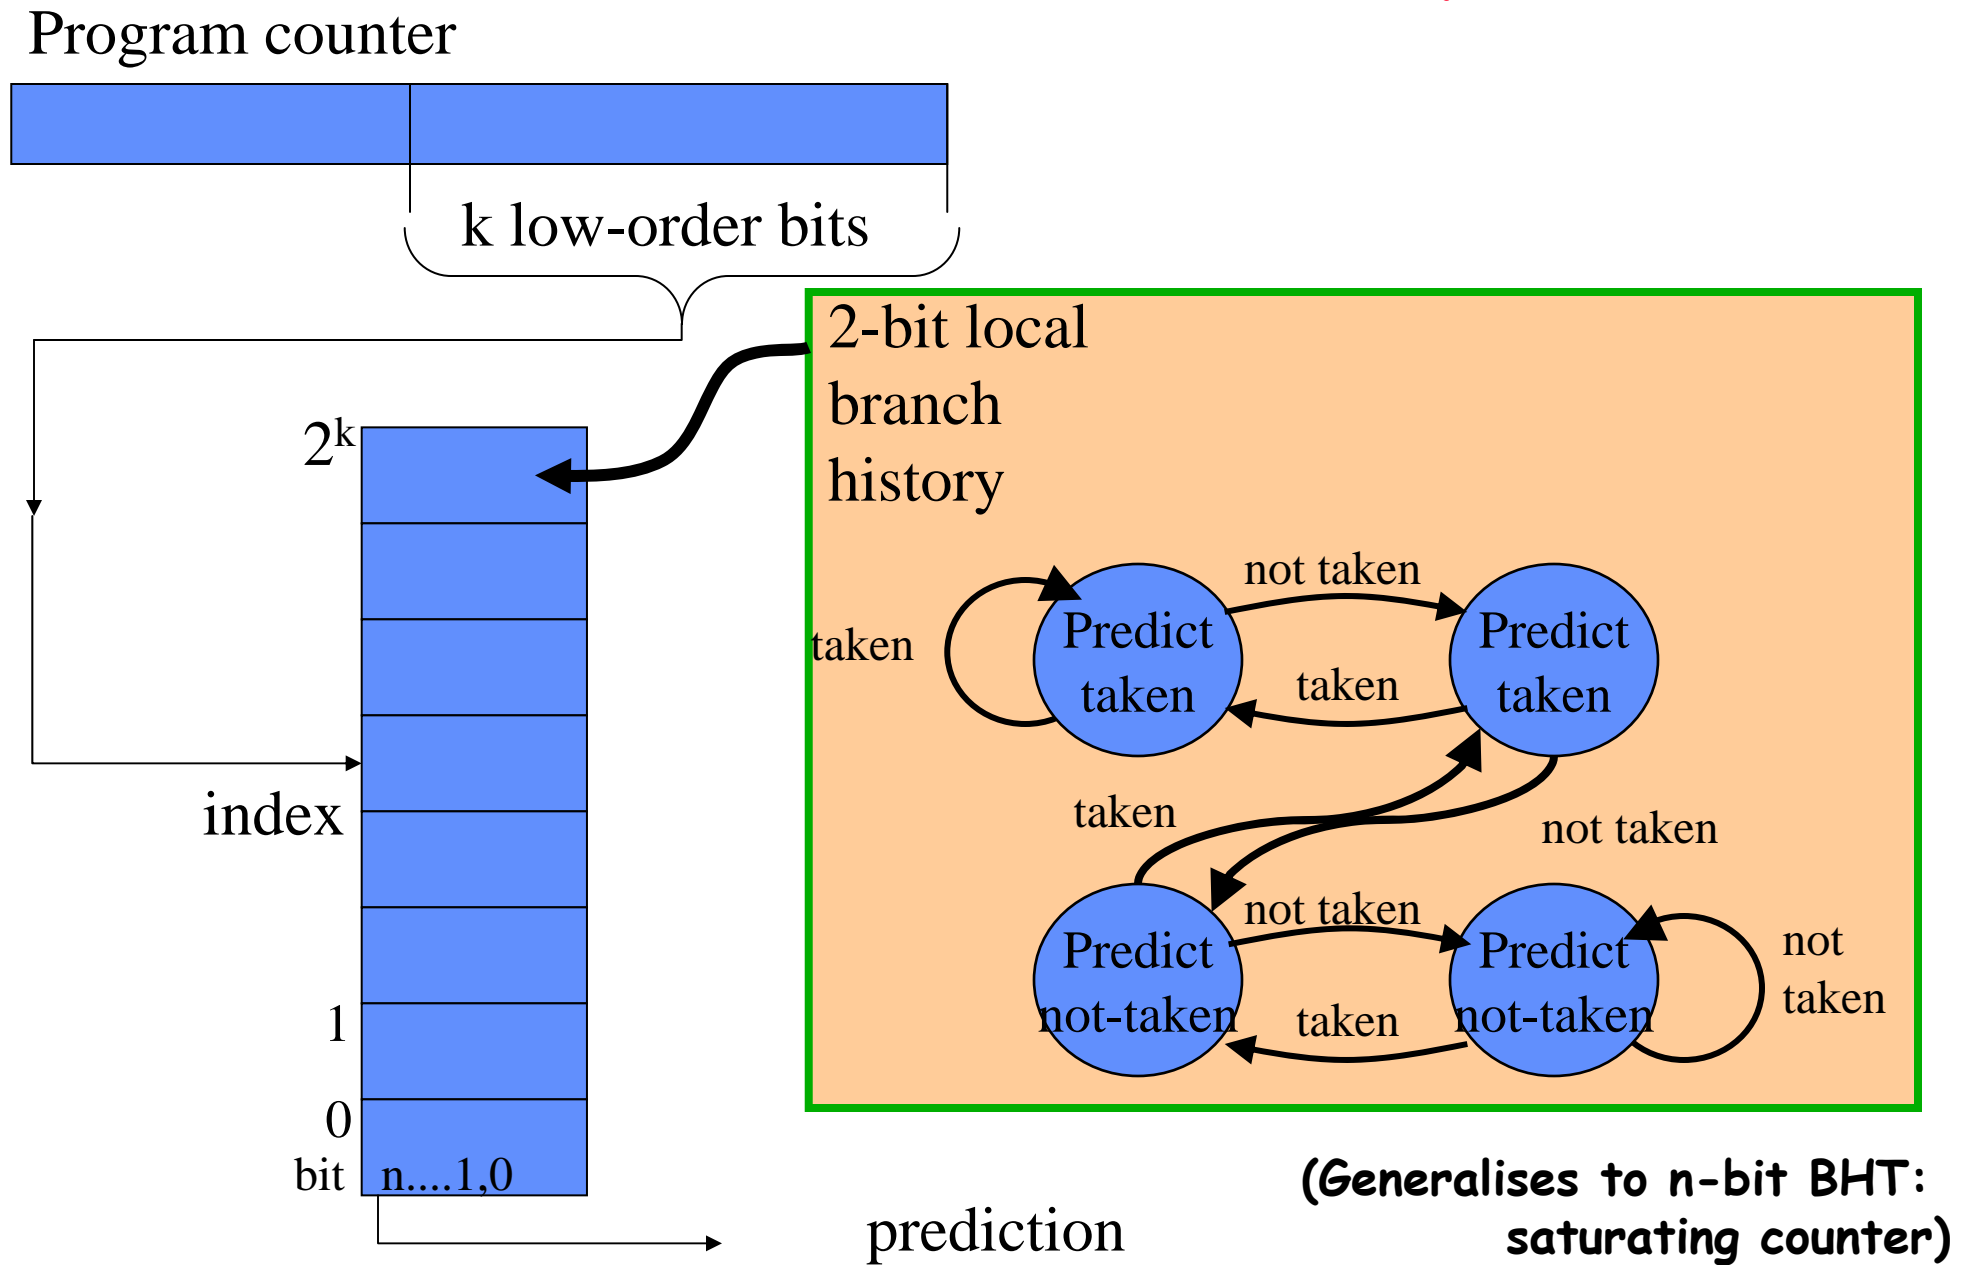 Program counter
k low-order bits
2-bit local
branch
history
2k
index
1
0
bit n....1,0
prediction
taken
Predict
taken
not taken
taken
Predict
taken
taken
not taken
Predict
not-taken
not taken
taken
Predict
not-taken
not
taken
(Generalises to n-bit BHT:
saturating counter)